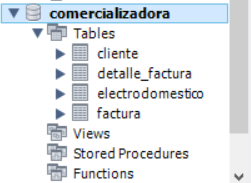 comercializadora
Tables
cliente
detalle_factura
electrodomestico
factura
Views
Stored Procedures
Functions